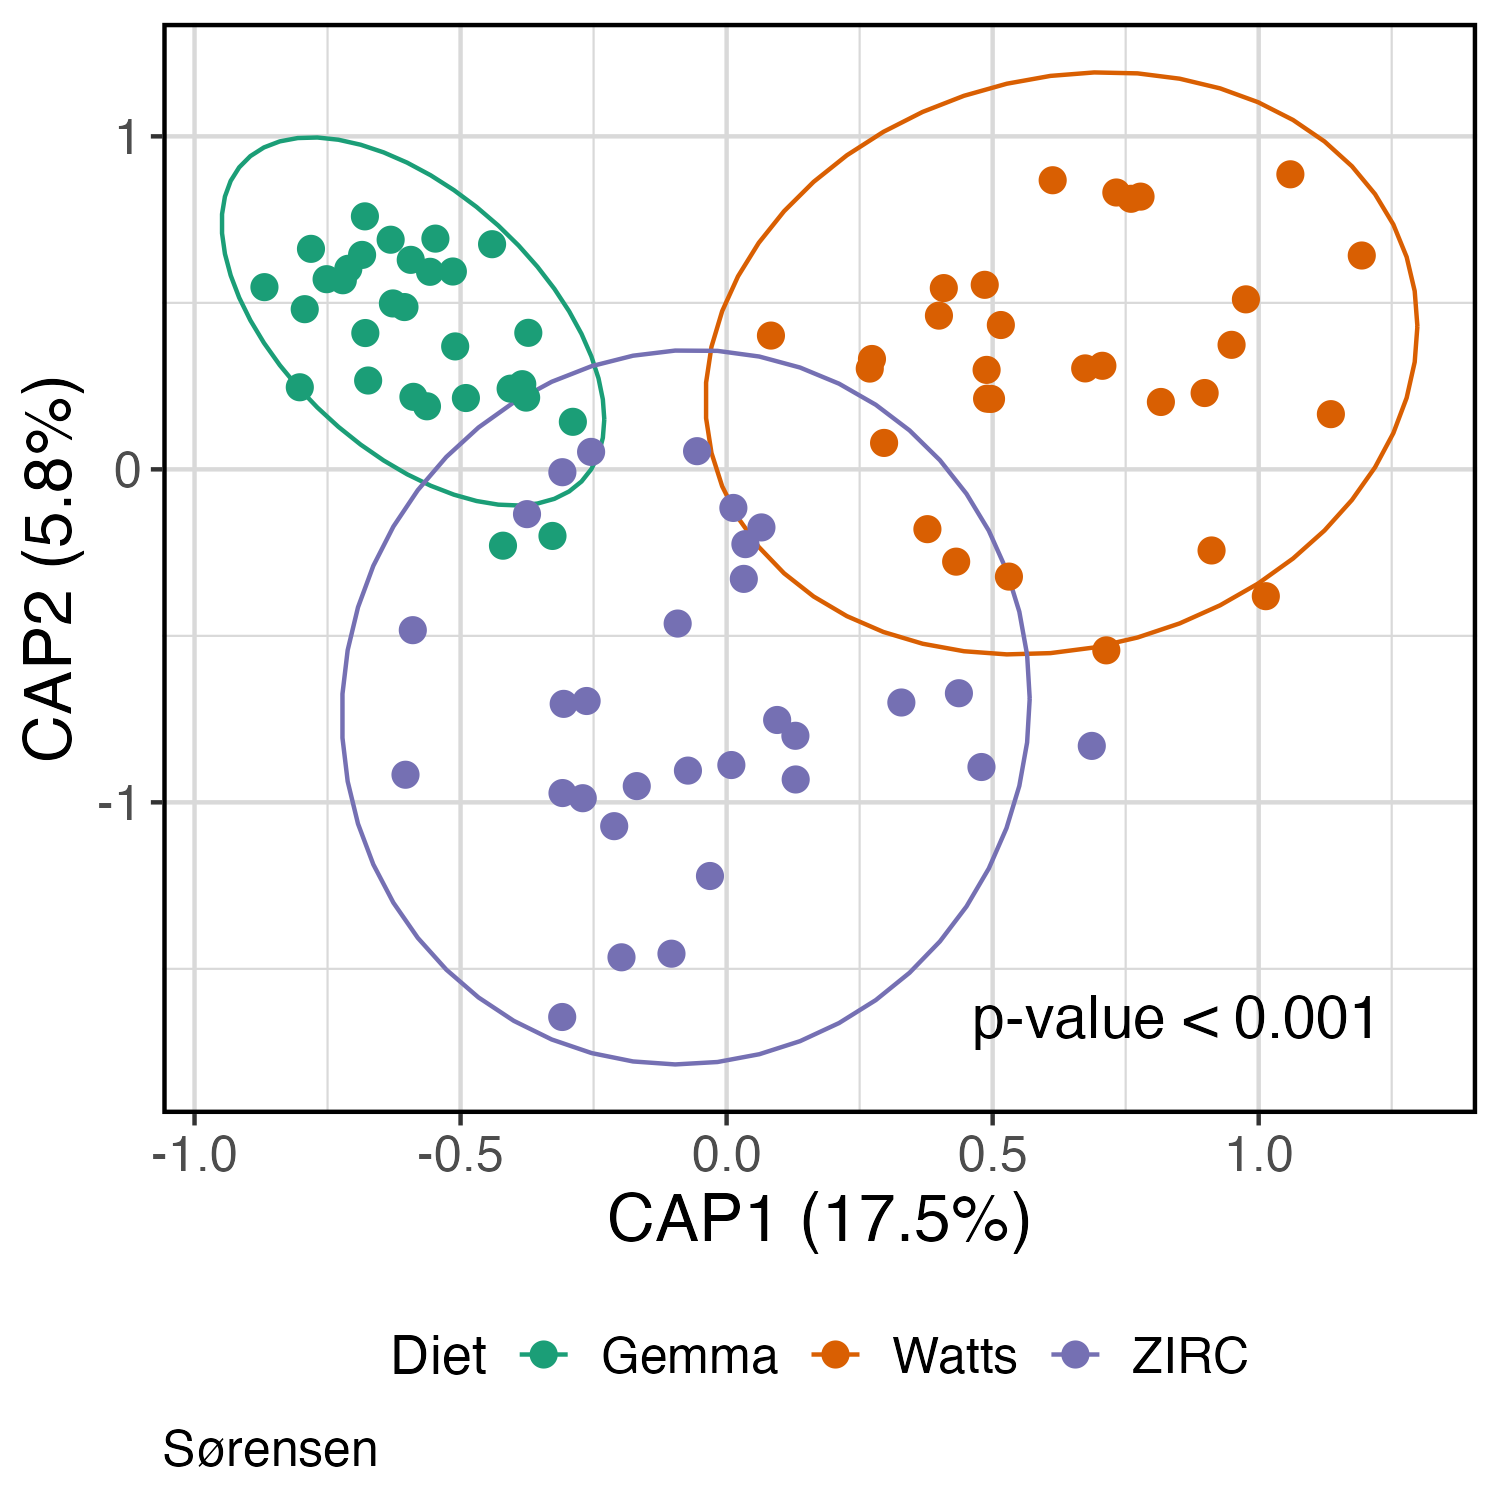 CAP2 (5.8%)
1
0
-1
p-value < 0.001
-1.0 -0.5 0.0 0.5 1.0
CAP1 (17.5%)
Diet Gemma Watts ZIRC
Sørensen